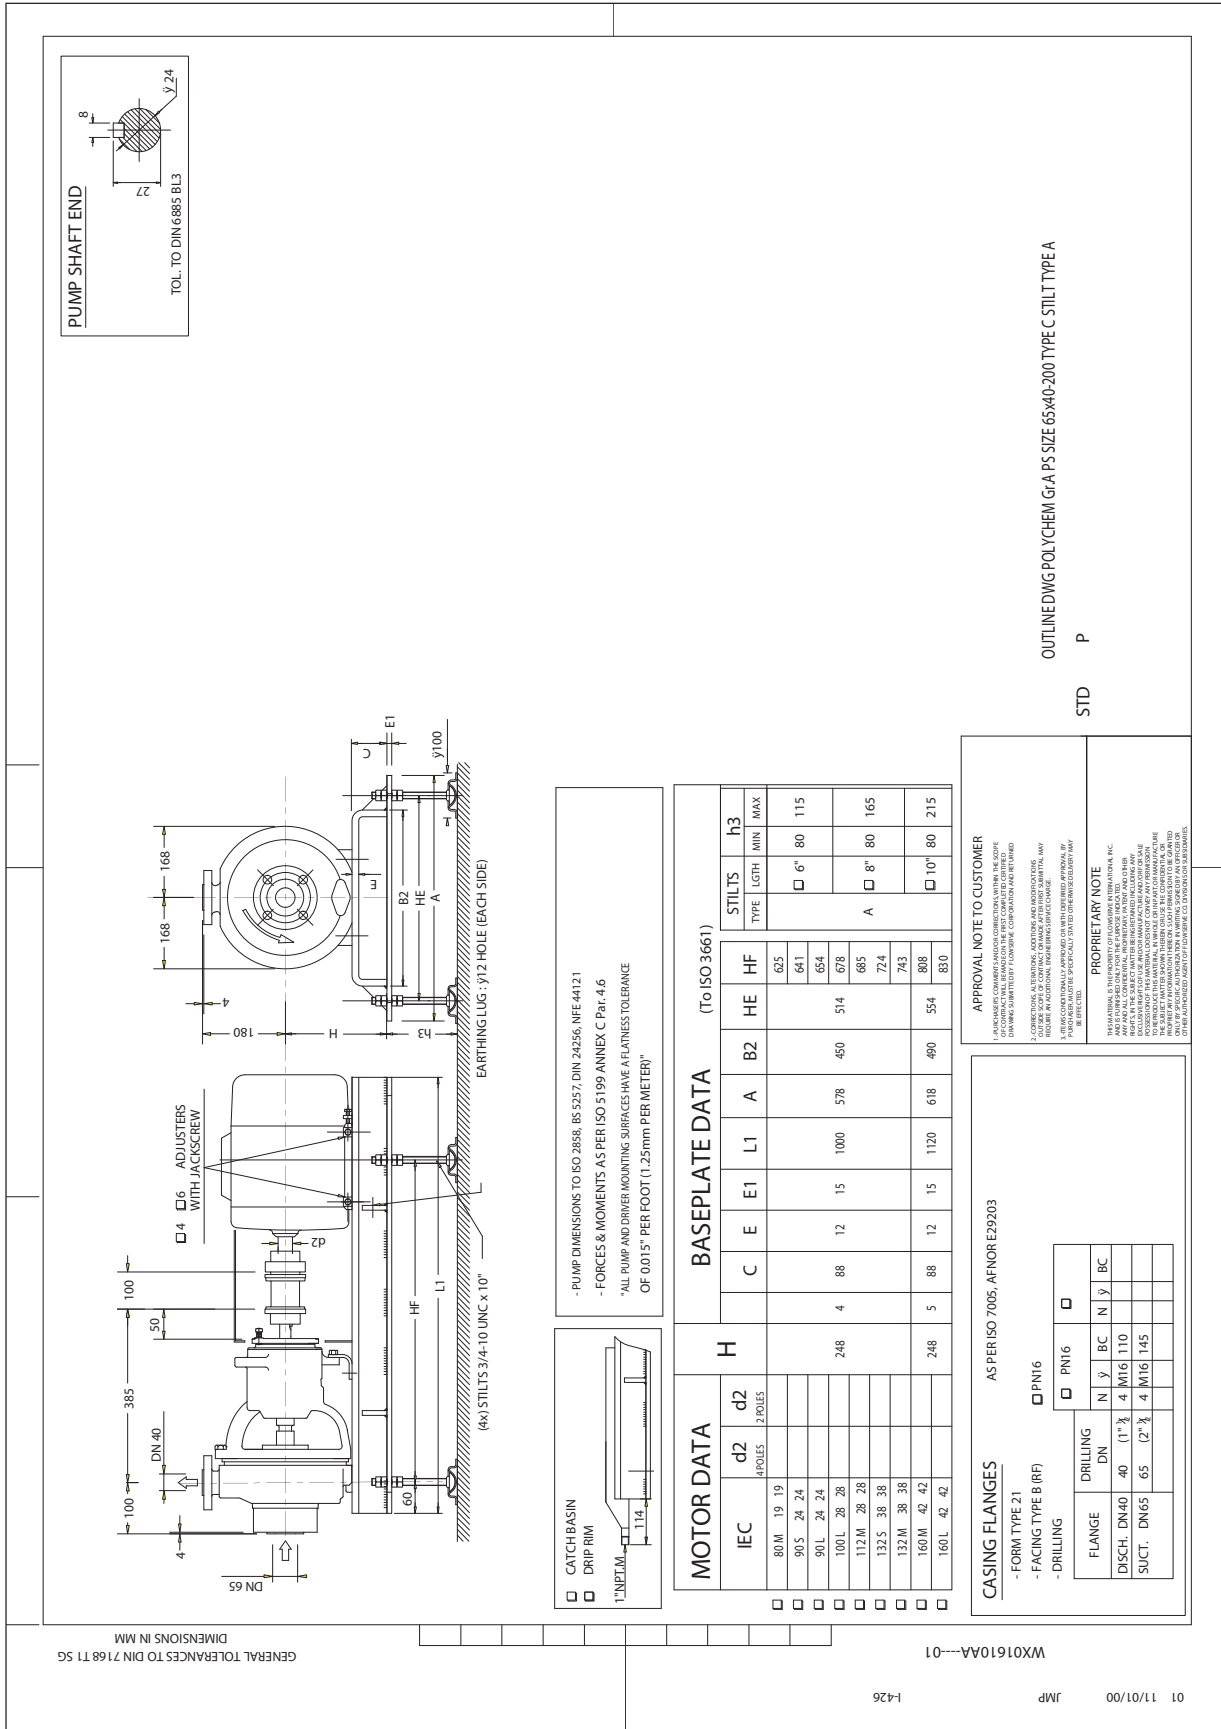 PUMP SHAFT END
8
ÿ 24
27
TOL. TO DIN 6885 BL3
4
100
385
50
100
DN 40
DN 65
60
HF
L1
d2
☐ 4 ☐ 6 ADJUSTERS
WITH JACKSCREW
(4x) STILTS 3/4-10 UNC x 10"
168
168
4
180
H
h3
C
E1
E
B2
HE
A
ÿ100
EARTHING LUG : ÿ12 HOLE (EACH SIDE)
☐ CATCH BASIN
☐ DRIP RIM
1"NPT.M
114
- PUMP DIMENSIONS TO ISO 2858, BS 5257, DIN 24256, NFE 44121
- FORCES & MOMENTS AS PER ISO 5199 ANNEX C Par. 4.6
"ALL PUMP AND DRIVER MOUNTING SURFACES HAVE A FLATNESS TOLERANCE
OF 0.015" PER FOOT (1.25mm PER METER)"
MOTOR DATA H BASEPLATE DATA (To ISO 3661)
IEC d2 4 POLES d2 2 POLES C E E1 L1 A B2 HE HF
STILTS h3
TYPE LGTH MIN MAX
☐ 80 M 19 19 625
☐ 90 S 24 24 641
☐ 90 L 24 24 654
☐ 100 L 28 28 248 4 88 12 15 1000 578 450 514 678
☐ 112 M 28 28 685
☐ 132 S 38 38 724
☐ 132 M 38 38 743
☐ 160 M 42 42 808
☐ 160 L 42 42 248 5 88 12 15 1120 618 490 554 830
☐ 6" 80 115
A ☐ 8" 80 165
☐ 10" 80 215
CASING FLANGES AS PER ISO 7005, AFNOR E29203
- FORM TYPE 21
- FACING TYPE B (RF)
- DRILLING ☐ PN16
DRILLING ☐ PN16 ☐
FLANGE DN N ÿ BC N ÿ BC
DISCH. DN40 40 4 M16 110
SUCT. DN65 65 4 M16 145
APPROVAL NOTE TO CUSTOMER
PROPRIETARY NOTE
OUTLINE DWG POLYCHEM Gr.A PS SIZE 65x40-200 TYPE C STILT TYPE A
STD P
GENERAL TOLERANCES TO DIN 7168 T1 SG
DIMENSIONS IN MM
WX01610AA----01
I-426
01 11/01/00 JMP